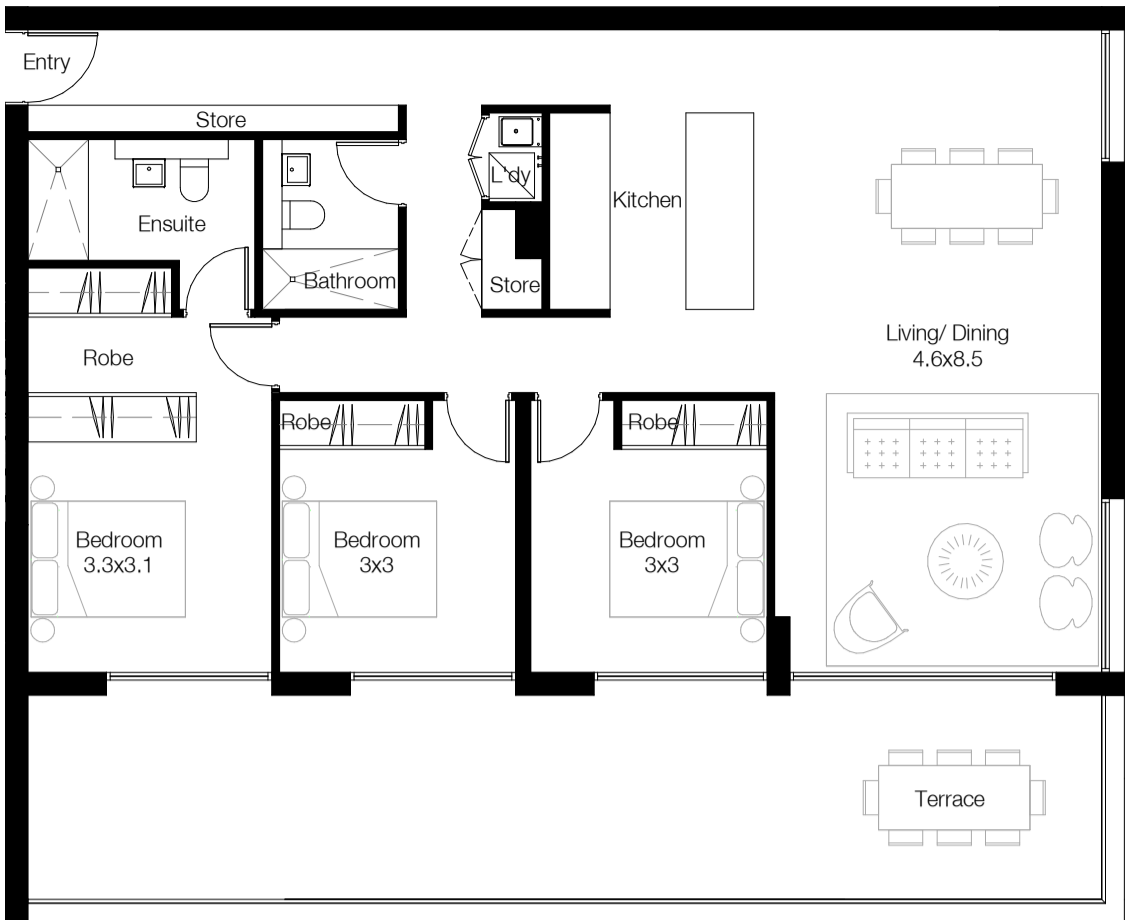 Entry
Store
L'dy
Kitchen
Ensuite
Bathroom
Store
Robe
Living/ Dining
4.6x8.5
Robe
Robe
Bedroom
3.3x3.1
Bedroom
3x3
Bedroom
3x3
Terrace